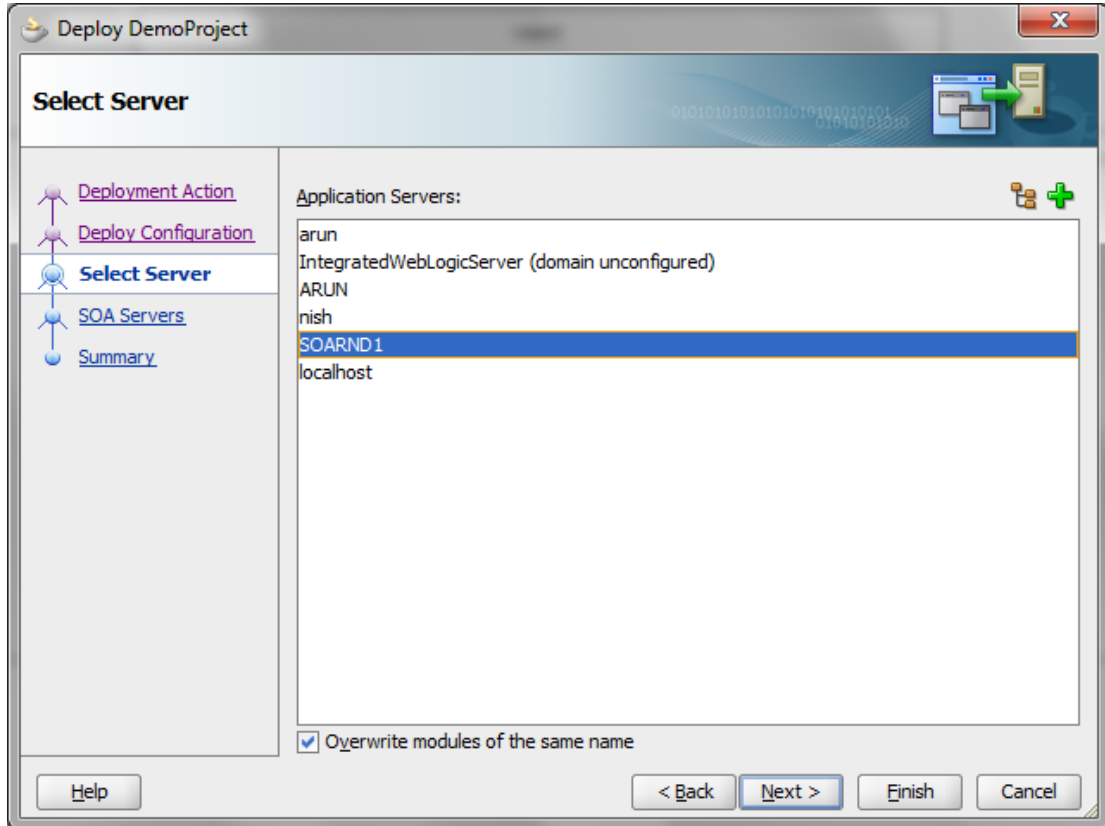 Deploy DemoProject
Select Server
Deployment Action
Deploy Configuration
Select Server
SOA Servers
Summary
Application Servers:
arun
IntegratedWebLogicServer (domain unconfigured)
ARUN
nish
SOARND1
localhost
Overwrite modules of the same name
Help
< Back
Next >
Finish
Cancel